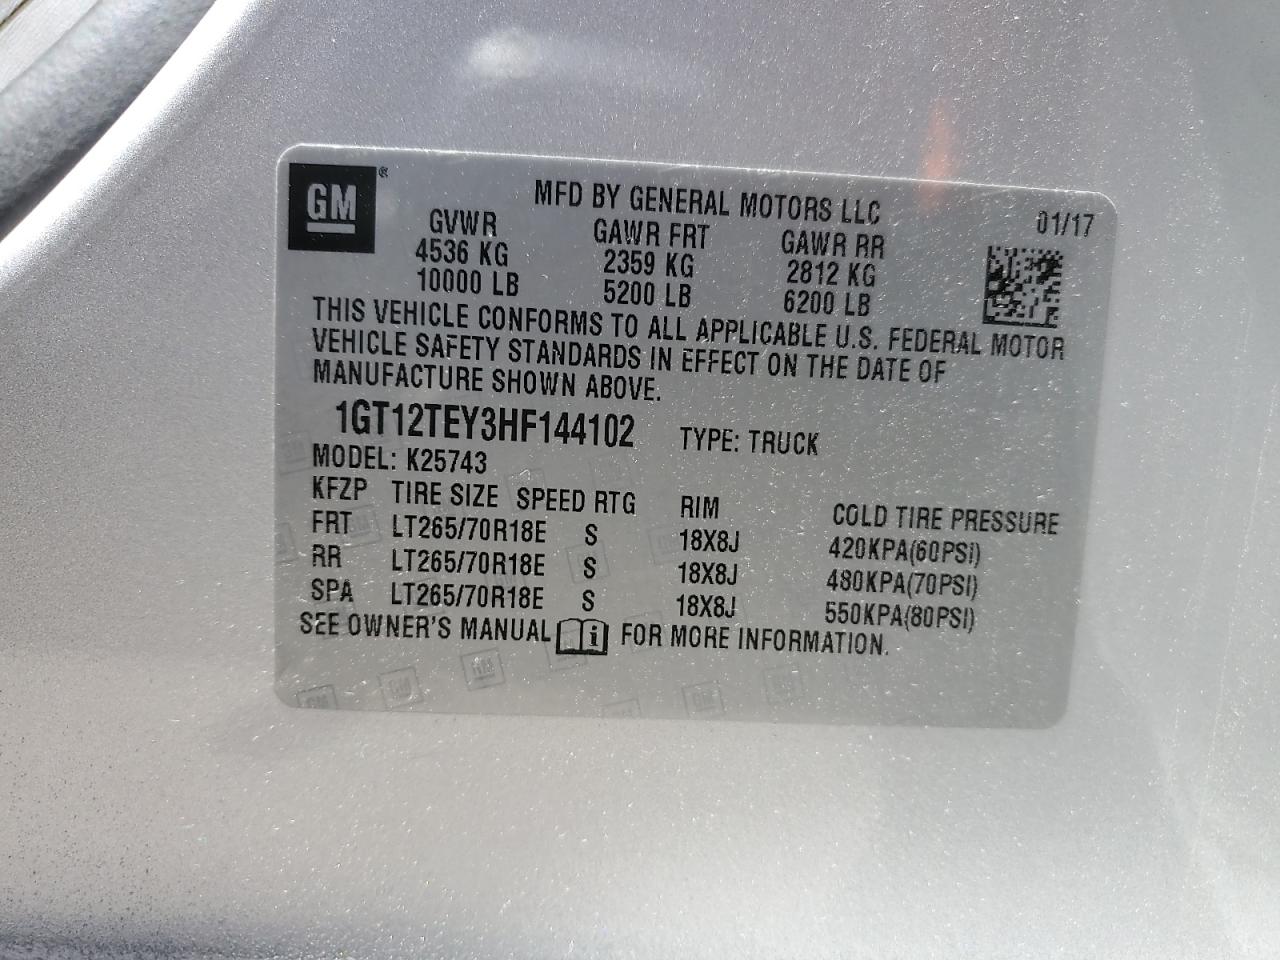 GM ®
MFD BY GENERAL MOTORS LLC 01/17
GVWR GAWR FRT GAWR RR
4536 KG 2359 KG 2812 KG
10000 LB 5200 LB 6200 LB
THIS VEHICLE CONFORMS TO ALL APPLICABLE U.S. FEDERAL MOTOR
VEHICLE SAFETY STANDARDS IN EFFECT ON THE DATE OF
MANUFACTURE SHOWN ABOVE.
1GT12TEY3HF144102 TYPE: TRUCK
MODEL: K25743
KFZP TIRE SIZE SPEED RTG RIM COLD TIRE PRESSURE
FRT LT265/70R18E S 18X8J 420KPA(60PSI)
RR LT265/70R18E S 18X8J 480KPA(70PSI)
SPA LT265/70R18E S 18X8J 550KPA(80PSI)
SEE OWNER'S MANUAL i FOR MORE INFORMATION.